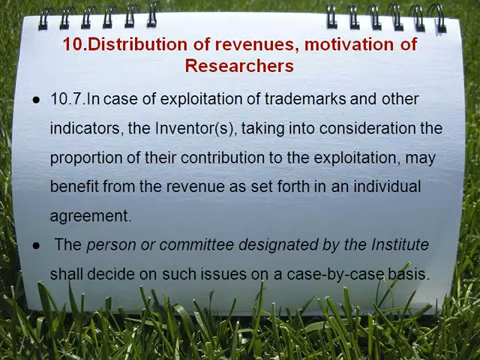 10.Distribution of revenues, motivation of
Researchers
● 10.7.In case of exploitation of trademarks and other
indicators, the Inventor(s), taking into consideration the
proportion of their contribution to the exploitation, may
benefit from the revenue as set forth in an individual
agreement.
● The person or committee designated by the Institute
shall decide on such issues on a case-by-case basis.